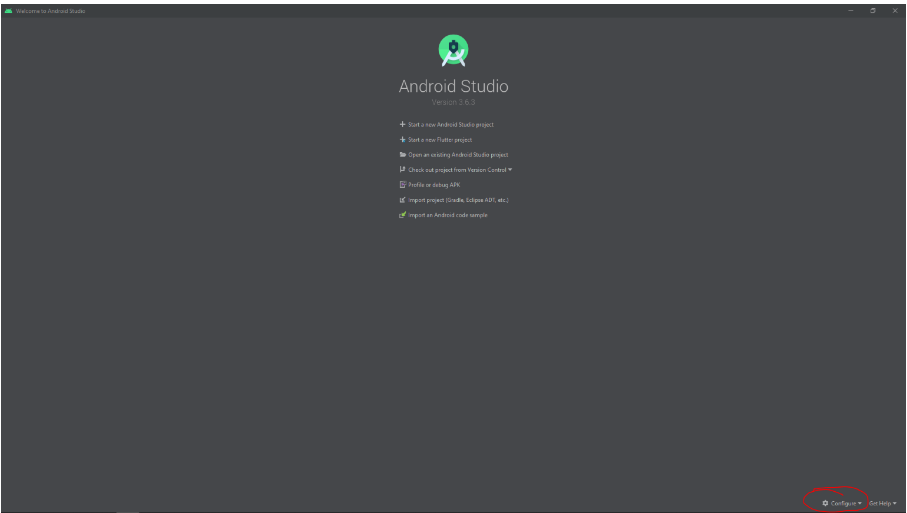 Welcome to Android Studio
Android Studio
Version 3.6.3
Start a new Android Studio project
Start a new Flutter project
Open an existing Android Studio project
Check out project from Version Control
Profile or debug APK
Import project (Gradle, Eclipse ADT, etc.)
Import an Android code sample
Configure Get Help